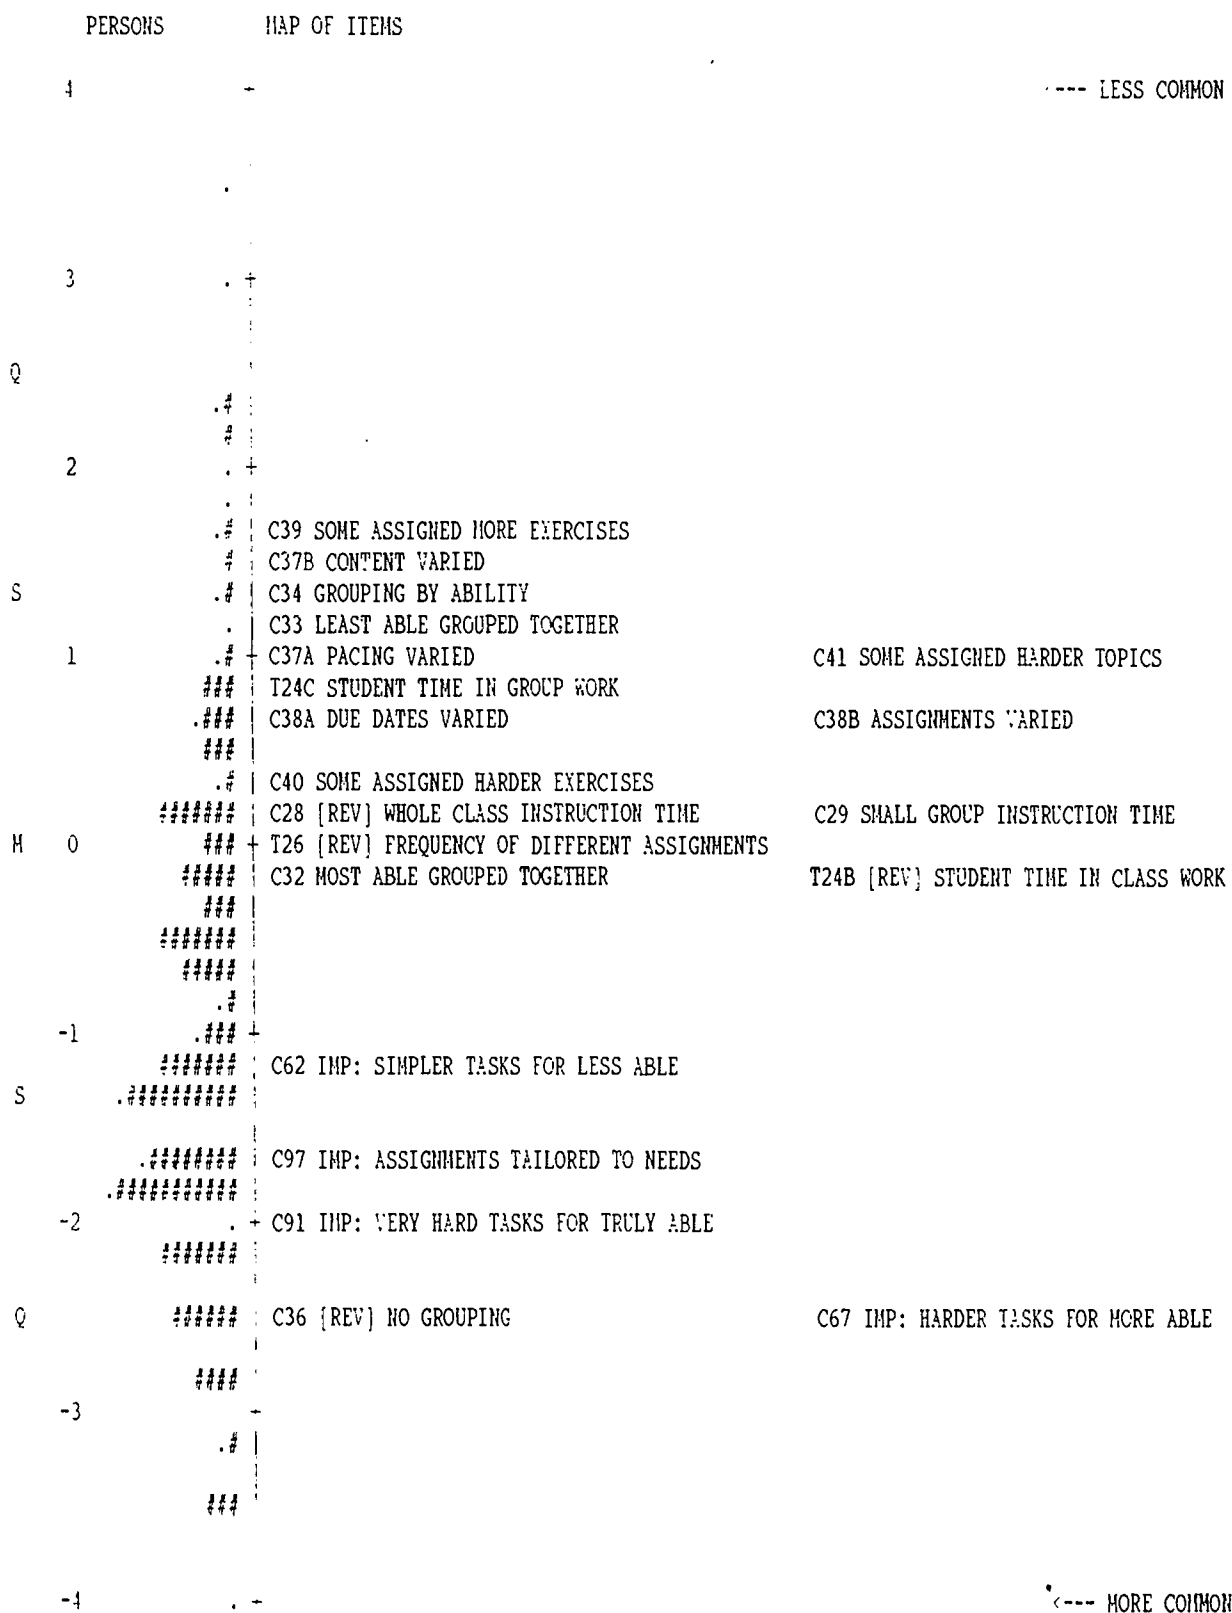 PERSONS MAP OF ITEMS
4 + <--- LESS COMMON
.
3 . +
Q
.#
#
2 . +
.
.# | C39 SOME ASSIGNED MORE EXERCISES
# | C37B CONTENT VARIED
S .# | C34 GROUPING BY ABILITY
. | C33 LEAST ABLE GROUPED TOGETHER
1 .# + C37A PACING VARIED C41 SOME ASSIGNED HARDER TOPICS
### | T24C STUDENT TIME IN GROUP WORK
.### | C38A DUE DATES VARIED C38B ASSIGNMENTS VARIED
### |
.# | C40 SOME ASSIGNED HARDER EXERCISES
####### | C28 [REV] WHOLE CLASS INSTRUCTION TIME C29 SMALL GROUP INSTRUCTION TIME
M 0 ### + T26 [REV] FREQUENCY OF DIFFERENT ASSIGNMENTS
##### | C32 MOST ABLE GROUPED TOGETHER T24B [REV] STUDENT TIME IN CLASS WORK
### |
####### |
##### |
.# |
-1 .### +
####### | C62 IMP: SIMPLER TASKS FOR LESS ABLE
S .########## |
.######## | C97 IMP: ASSIGNMENTS TAILORED TO NEEDS
.########### |
-2 . + C91 IMP: VERY HARD TASKS FOR TRULY ABLE
####### |
Q ###### | C36 [REV] NO GROUPING C67 IMP: HARDER TASKS FOR MORE ABLE
####
-3 +
.# |
###
-4 . + <--- MORE COMMON